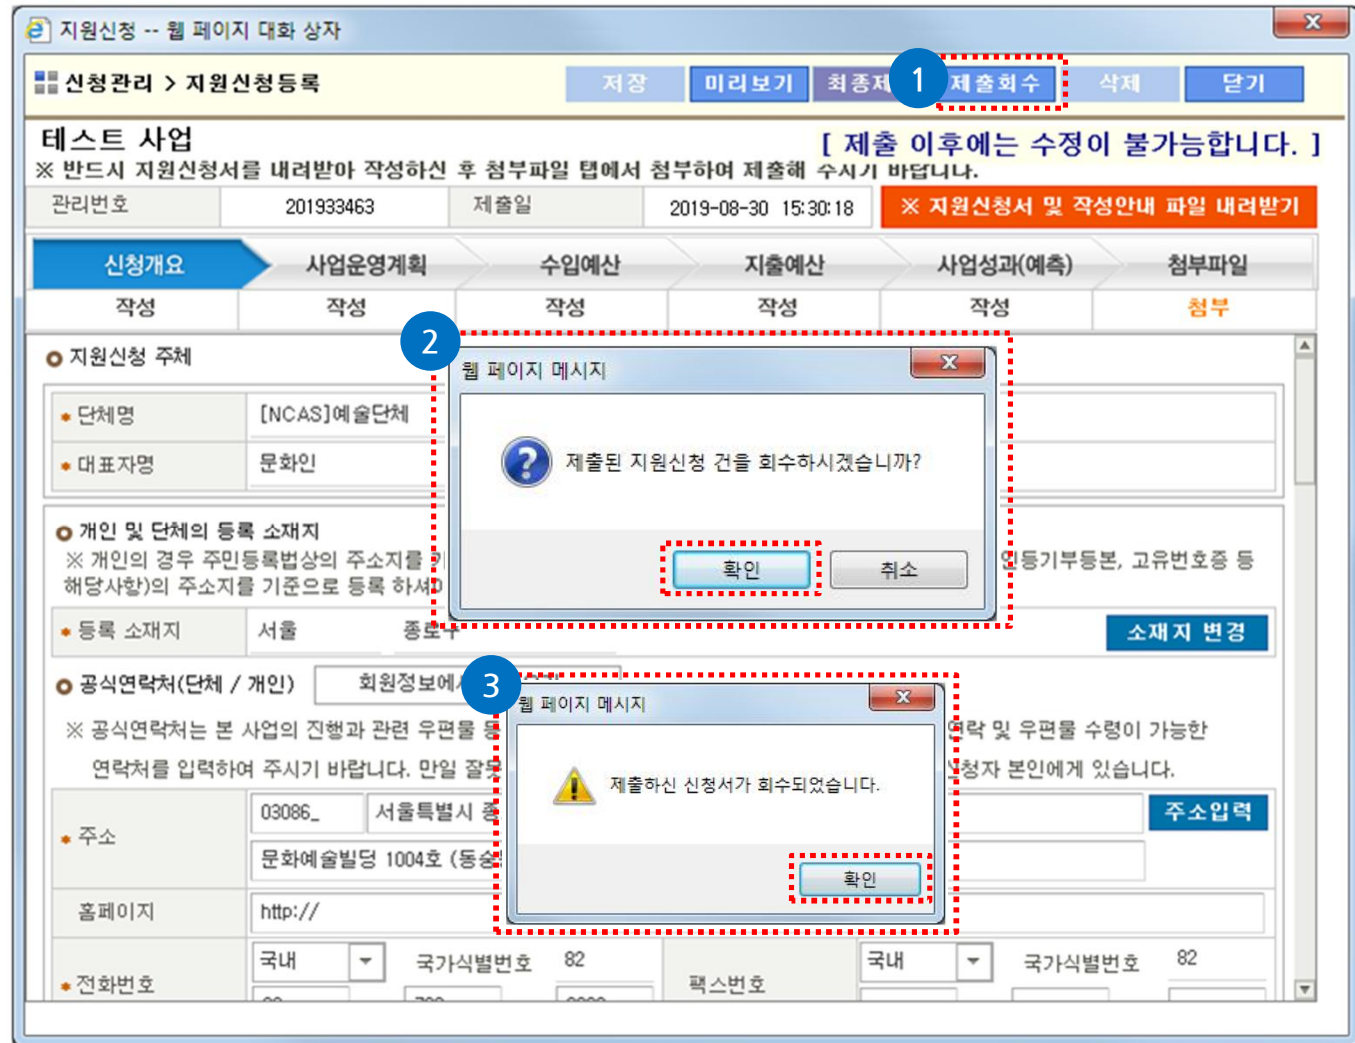 지원신청 -- 웹 페이지 대화 상자
신청관리 > 지원신청등록
저장 미리보기 최종제 1 제출회수 삭제 닫기
테스트 사업 [ 제출 이후에는 수정이 불가능합니다. ]
※ 반드시 지원신청서를 내려받아 작성하신 후 첨부파일 탭에서 첨부하여 제출해 주시기 바랍니다.
관리번호 201933463 제출일 2019-08-30 15:30:18 ※ 지원신청서 및 작성안내 파일 내려받기
신청개요 사업운영계획 수입예산 지출예산 사업성과(예측) 첨부파일
작성 작성 작성 작성 작성 첨부
지원신청 주체
단체명 [NCAS]예술단체
대표자명 문화인
2
웹 페이지 메시지
제출된 지원신청 건을 회수하시겠습니까?
확인 취소
개인 및 단체의 등록 소재지
※ 개인의 경우 주민등록법상의 주소지를 인등기부등본, 고유번호증 등
해당사항)의 주소지를 기준으로 등록
등록 소재지 서울 종로구 소재지 변경
공식연락처(단체 / 개인) 회원정보에서
3
웹 페이지 메시지
제출하신 신청서가 회수되었습니다.
확인
※ 공식연락처는 본 사업의 진행과 관련 우편물 등 연락 및 우편물 수령이 가능한
연락처를 입력하여 주시기 바랍니다. 만일 잘못 신청자 본인에게 있습니다.
주소 03086_ 서울특별시 종 주소입력
문화예술빌딩 1004호 (동숭
홈페이지 http://
전화번호 국내 국가식별번호 82 팩스번호 국내 국가식별번호 82